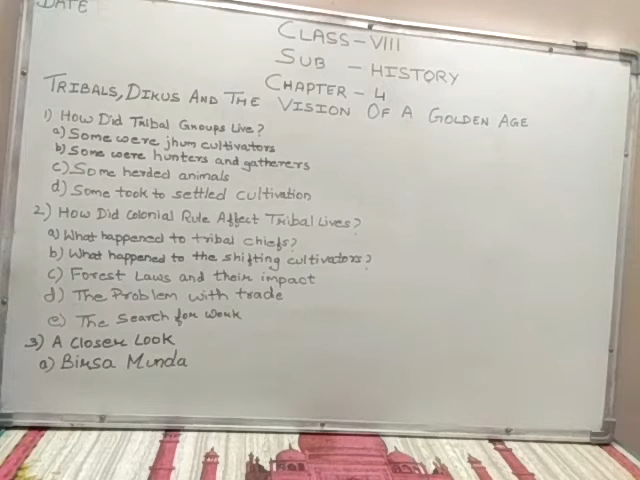 DATE
CLASS-VIII
SUB - HISTORY
CHAPTER - 4
TRIBALS, DIKUS AND THE VISION OF A GOLDEN AGE
1) How Did Tribal Groups Live?
a) Some were jhum cultivators
b) Some were hunters and gatherers
c) Some herded animals
d) Some took to settled cultivation
2) How Did Colonial Rule Affect Tribal Lives?
a) What happened to tribal chiefs?
b) What happened to the shifting cultivators?
c) Forest Laws and their impact
d) The Problem with trade
e) The Search for Work
3) A Closer Look
a) Birsa Munda